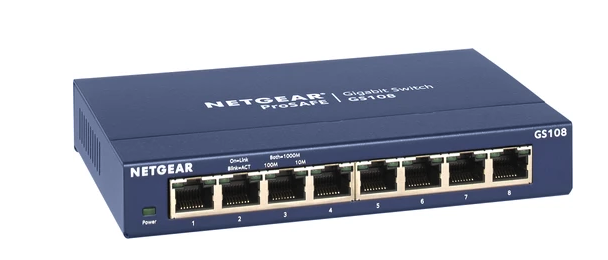 NETGEAR® | Gigabit Switch
ProSAFE | GS108
GS108
On=Link Both=1000M
Blink=ACT 100M 10M
NETGEAR
Power 1 2 3 4 5 6 7 8